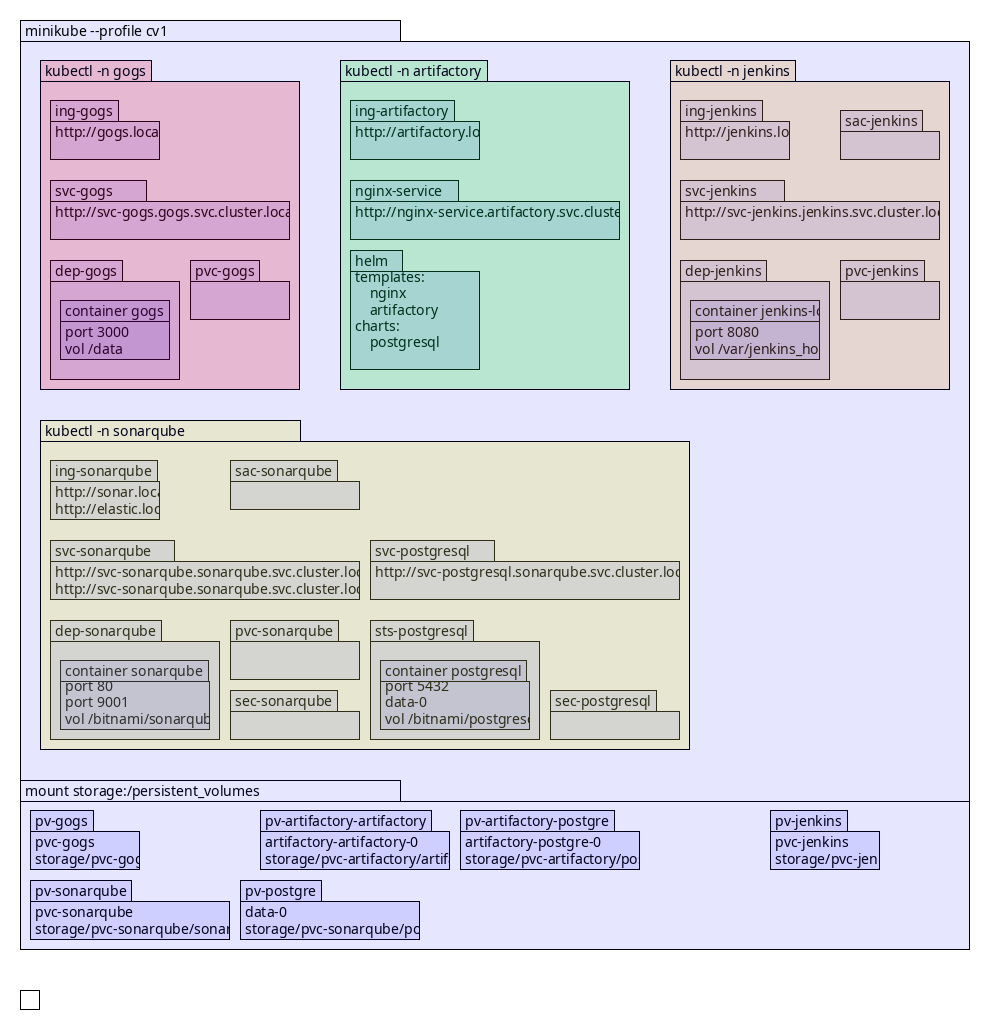 minikube --profile cv1
kubectl -n gogs
ing-gogs
http://gogs.loca
svc-gogs
http://svc-gogs.gogs.svc.cluster.loca
dep-gogs
container gogs
port 3000
vol /data
pvc-gogs
kubectl -n artifactory
ing-artifactory
http://artifactory.lo
nginx-service
http://nginx-service.artifactory.svc.cluste
helm
templates:
nginx
artifactory
charts:
postgresql
kubectl -n jenkins
ing-jenkins
http://jenkins.lo
sac-jenkins
svc-jenkins
http://svc-jenkins.jenkins.svc.cluster.loc
dep-jenkins
container jenkins-lo
port 8080
vol /var/jenkins_ho
pvc-jenkins
kubectl -n sonarqube
ing-sonarqube
http://sonar.loca
http://elastic.loc
sac-sonarqube
svc-sonarqube
http://svc-sonarqube.sonarqube.svc.cluster.loc
http://svc-sonarqube.sonarqube.svc.cluster.loc
svc-postgresql
http://svc-postgresql.sonarqube.svc.cluster.loc
dep-sonarqube
container sonarqube
port 80
port 9001
vol /bitnami/sonarqub
pvc-sonarqube
sec-sonarqube
sts-postgresql
container postgresql
port 5432
data-0
vol /bitnami/postgres
sec-postgresql
mount storage:/persistent_volumes
pv-gogs
pvc-gogs
storage/pvc-gog
pv-artifactory-artifactory
artifactory-artifactory-0
storage/pvc-artifactory/artif
pv-artifactory-postgre
artifactory-postgre-0
storage/pvc-artifactory/po
pv-jenkins
pvc-jenkins
storage/pvc-jen
pv-sonarqube
pvc-sonarqube
storage/pvc-sonarqube/sonar
pv-postgre
data-0
storage/pvc-sonarqube/po